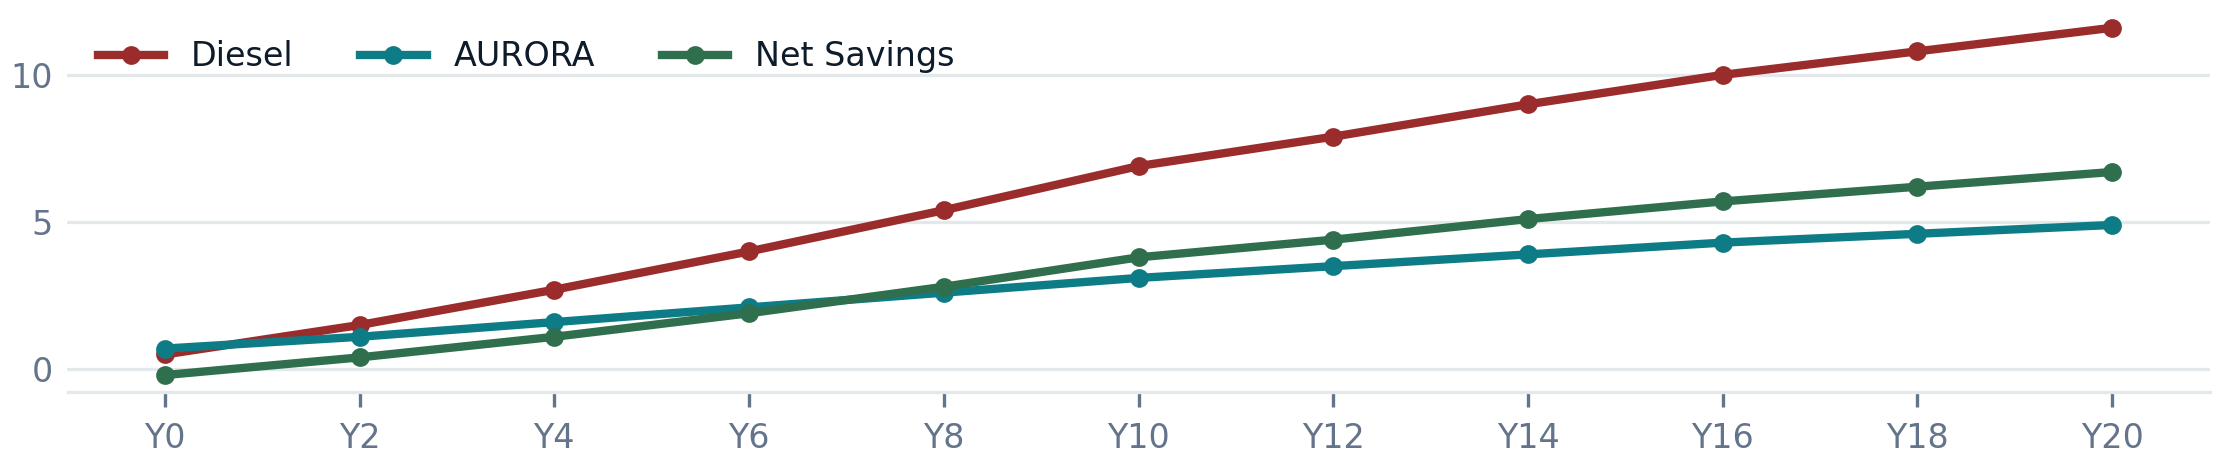 Diesel AURORA Net Savings
10
5
0
Y0 Y2 Y4 Y6 Y8 Y10 Y12 Y14 Y16 Y18 Y20